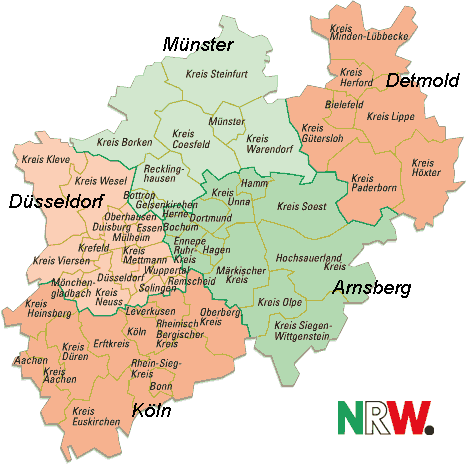 Münster
Kreis
Minden-Lübbecke
Kreis Steinfurt
Kreis
Herford
Detmold
Bielefeld
Kreis Lippe
Münster
Kreis
Gütersloh
Kreis Borken
Kreis
Coesfeld
Kreis
Warendorf
Kreis Kleve
Reckling-
hausen
Kreis
Paderborn
Kreis
Höxter
Kreis Wesel
Hamm
Düsseldorf
Bottrop
Gelsenkirchen
Kreis
Unna
Kreis Soest
Oberhausen
Herne
Dortmund
Duisburg
Essen
Bochum
Mülheim
Krefeld
Ennepe
Ruhr-
Kreis
Hagen
Kreis Viersen
Kreis
Mettmann
Hochsauerland
Kreis
Wuppertal
Märkischer
Kreis
Mönchen-
gladbach
Düsseldorf
Remscheid
Arnsberg
Kreis
Neuss
Solingen
Kreis Olpe
Kreis
Heinsberg
Leverkusen
Oberberg
Kreis
Rheinisch
Bergischer
Kreis
Kreis Siegen-
Wittgenstein
Köln
Erftkreis
Kreis
Düren
Aachen
Kreis
Aachen
Rhein-Sieg-
Kreis
Bonn
Kreis
Euskirchen
Köln
NRW.